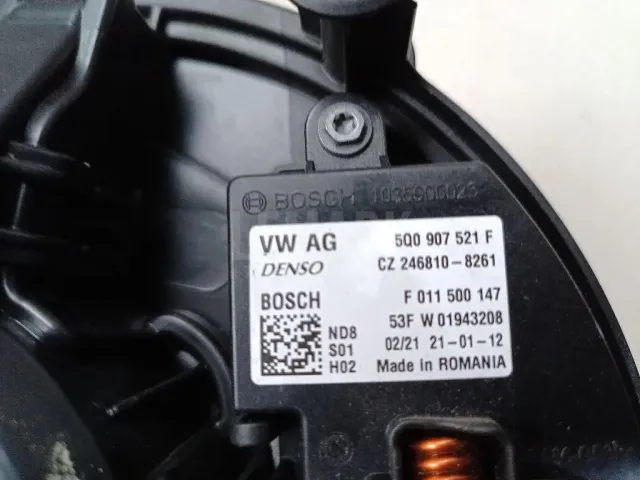 BOSCH 1035900023
VW AG 5Q0 907 521 F
DENSO CZ 246810-8261
BOSCH F 011 500 147
ND8 53F W 01943208
S01 02/21 21-01-12
H02 Made in ROMANIA